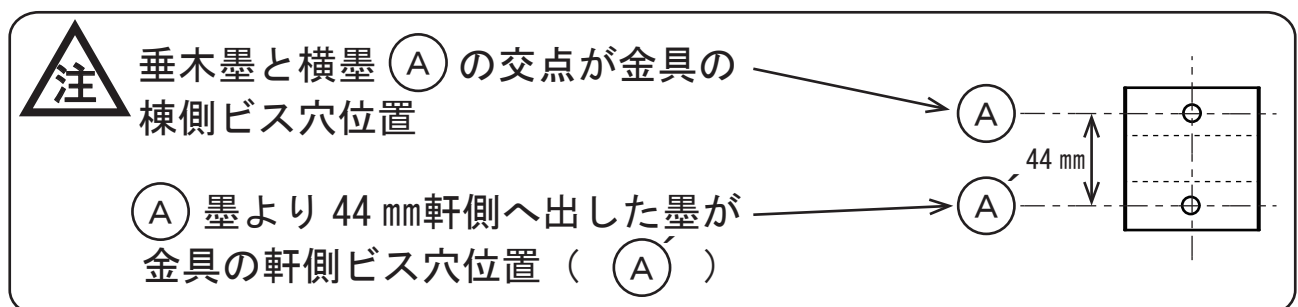 注
垂木墨と横墨 Ⓐ の交点が金具の
棟側ビス穴位置
Ⓐ 墨より 44 ㎜軒側へ出した墨が
金具の軒側ビス穴位置（ Ⓐ´ ）
Ⓐ
44 ㎜
Ⓐ´